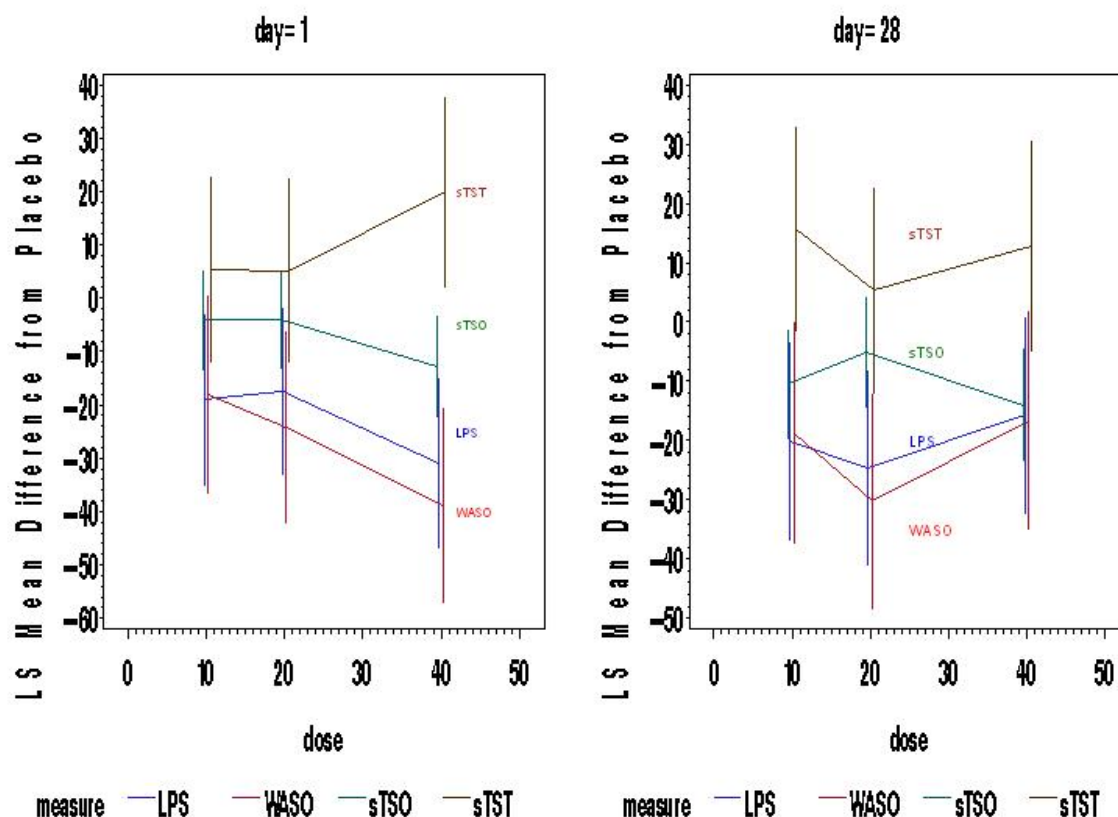 day= 1
LS Mean Difference from Placebo
40
30
20
10
0
−10
−20
−30
−40
−50
−60
sTST
sTSO
LPS
WASO
0 10 20 30 40 50
dose
measure LPS WASO sTSO sTST
day= 28
LS Mean Difference from Placebo
40
30
20
10
0
−10
−20
−30
−40
−50
sTST
sTSO
LPS
WASO
0 10 20 30 40 50
dose
measure LPS WASO sTSO sTST